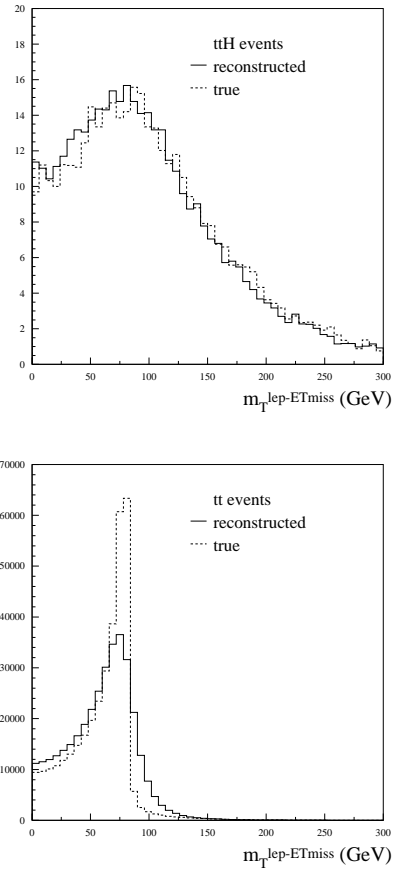 20
18
16
14
12
10
8
6
4
2
0
ttH events
reconstructed
true
0 50 100 150 200 250 300
m_T^lep-ETmiss (GeV)
70000
60000
50000
40000
30000
20000
10000
0
tt events
reconstructed
true
0 50 100 150 200 250 300
m_T^lep-ETmiss (GeV)